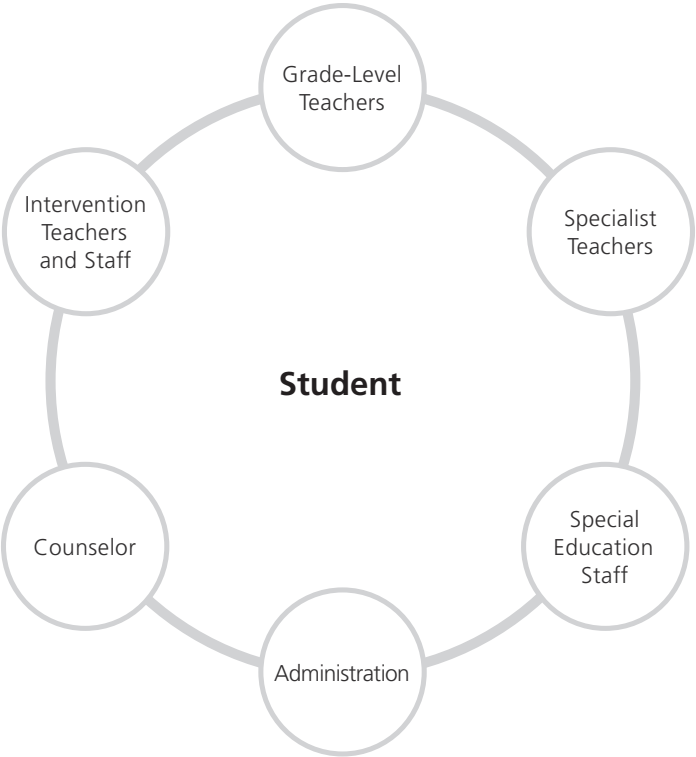 Grade-Level
Teachers
Specialist
Teachers
Special
Education
Staff
Administration
Counselor
Intervention
Teachers
and Staff
Student